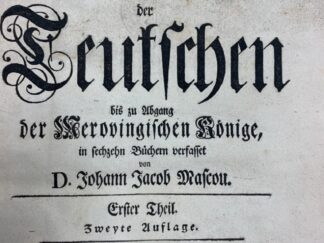 der
Teutſchen
bis zu Abgang
der Merovingiſchen Könige,
in ſechzehn Büchern verfaſſet
von
D. Johann Jacob Maſcou.
Erſter Theil.
Zweyte Auflage.